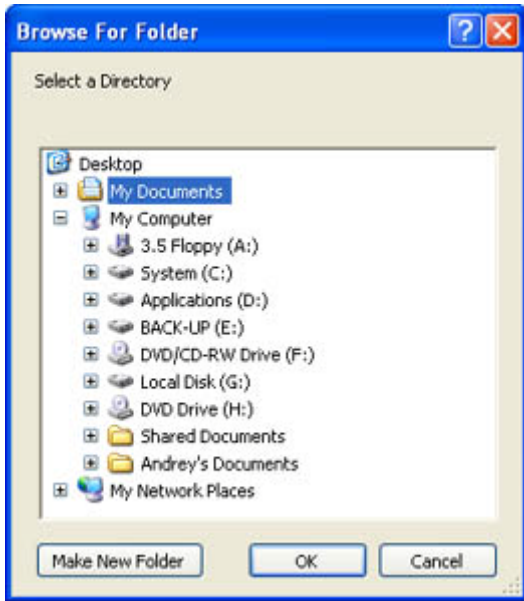 Browse For Folder
Select a Directory
Desktop
My Documents
My Computer
3.5 Floppy (A:)
System (C:)
Applications (D:)
BACK-UP (E:)
DVD/CD-RW Drive (F:)
Local Disk (G:)
DVD Drive (H:)
Shared Documents
Andrey's Documents
My Network Places
Make New Folder OK Cancel